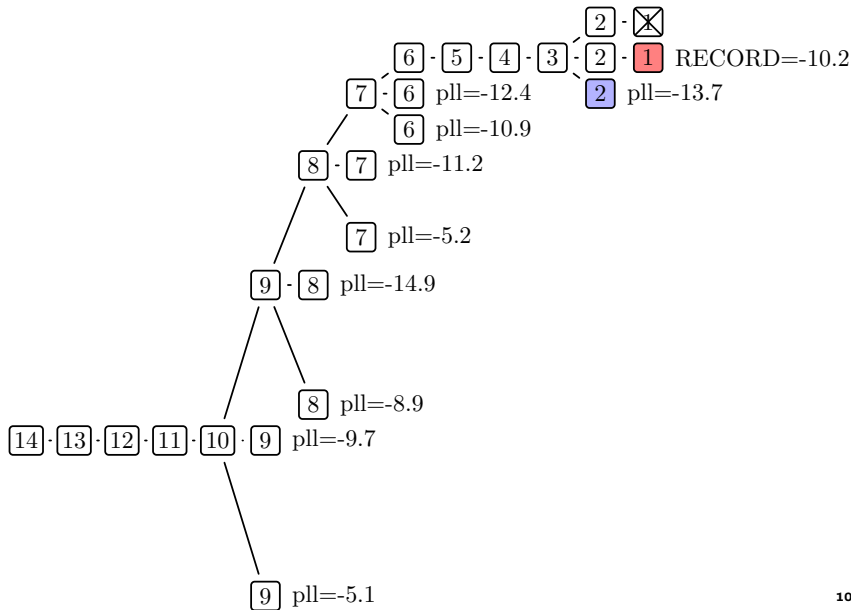 2 1
6 5 4 3 2 1 RECORD=-10.2
7 6 pll=-12.4 2 pll=-13.7
6 pll=-10.9
8 7 pll=-11.2
7 pll=-5.2
9 8 pll=-14.9
8 pll=-8.9
14 13 12 11 10 9 pll=-9.7
9 pll=-5.1
10